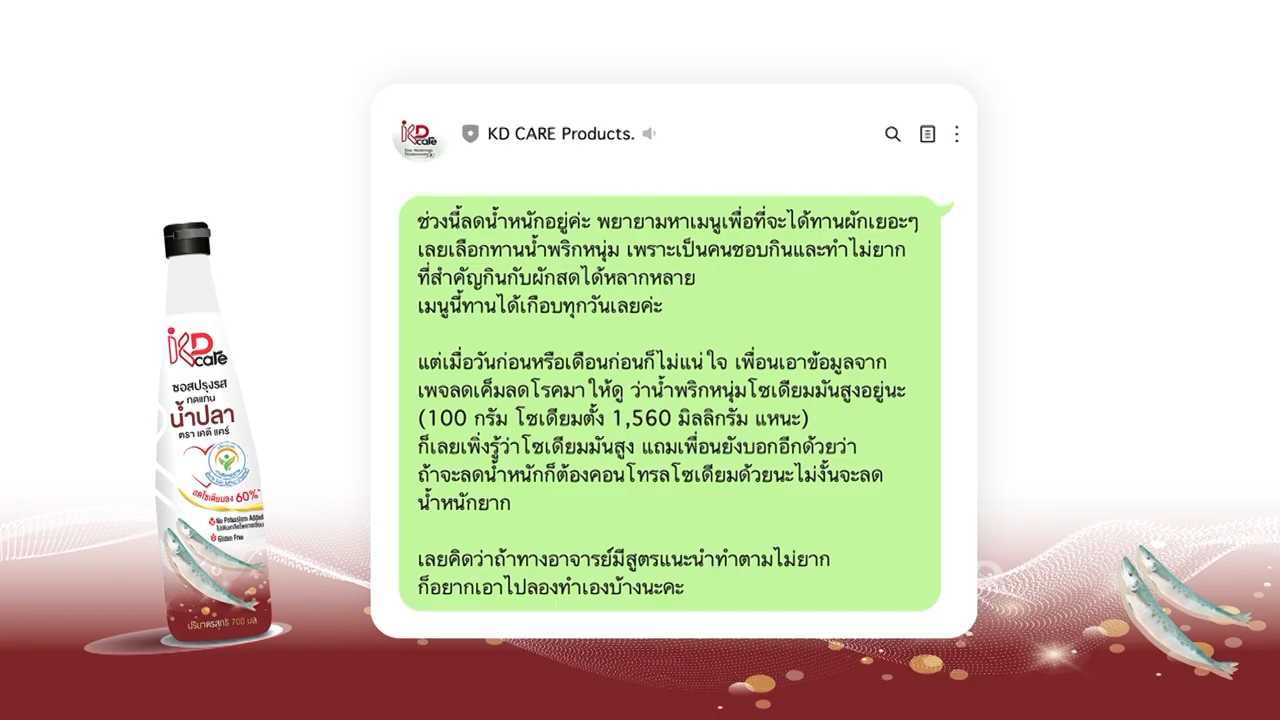 KD care
KD CARE Products.
ช่วงนี้ลดน้ำหนักอยู่ค่ะ พยายามหาเมนูเพื่อที่จะได้ทานผักเยอะๆ
เลยเลือกทานน้ำพริกหนุ่ม เพราะเป็นคนชอบกินและทำไม่ยาก
ที่สำคัญกินกับผักสดได้หลากหลาย
เมนูนี้ทานได้เกือบทุกวันเลยค่ะ
แต่เมื่อวันก่อนหรือเดือนก่อนก็ไม่แน่ใจ เพื่อนเอาข้อมูลจาก
เพจลดเค็มลดโรคมาให้ดู ว่าน้ำพริกหนุ่มโซเดียมมันสูงอยู่นะ
(100 กรัม โซเดียมตั้ง 1,560 มิลลิกรัม แหนะ)
ก็เลยเพิ่งรู้ว่าโซเดียมมันสูง แถมเพื่อนยังบอกอีกด้วยว่า
ถ้าจะลดน้ำหนักก็ต้องคอนโทรลโซเดียมด้วยนะไม่งั้นจะลด
น้ำหนักยาก
เลยคิดว่าถ้าทางอาจารย์มีสูตรแนะนำทำตามไม่ยาก
ก็อยากเอาไปลองทำเองบ้างนะคะ
KD care
ซอสปรุงรส
ทดแทน
น้ำปลา
ตรา เคดี แคร์
ลดโซเดียมลง 60%*
No Potassium Added
Gluten Free
ปริมาตรสุทธิ 700 มล.